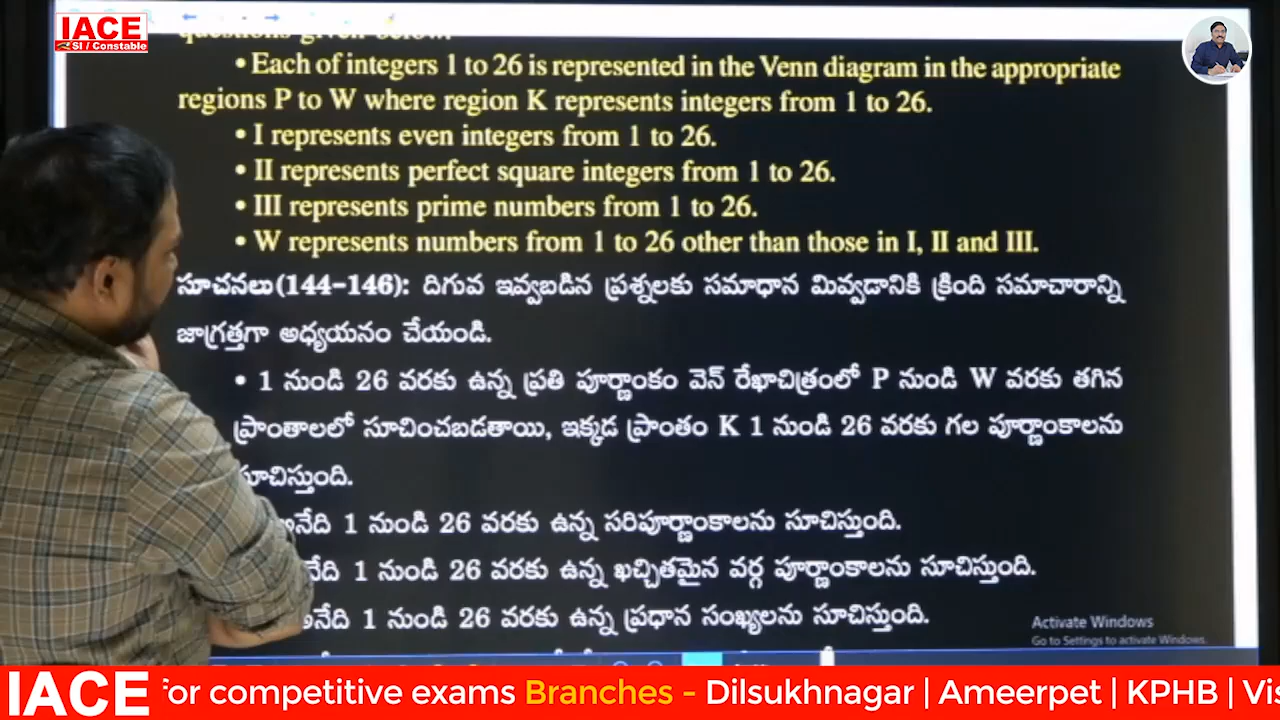 IACE
SI / Constable
questions given below.
• Each of integers 1 to 26 is represented in the Venn diagram in the appropriate
regions P to W where region K represents integers from 1 to 26.
• I represents even integers from 1 to 26.
• II represents perfect square integers from 1 to 26.
• III represents prime numbers from 1 to 26.
• W represents numbers from 1 to 26 other than those in I, II and III.
సూచనలు(144-146): దిగువ ఇవ్వబడిన ప్రశ్నలకు సమాధాన మివ్వడానికి క్రింది సమాచారాన్ని
జాగ్రత్తగా అధ్యయనం చేయండి.
• 1 నుండి 26 వరకు ఉన్న ప్రతి పూర్ణాంకం వెన్ రేఖాచిత్రంలో P నుండి W వరకు తగిన
ప్రాంతాలలో సూచించబడతాయి, ఇక్కడ ప్రాంతం K 1 నుండి 26 వరకు గల పూర్ణాంకాలను
సూచిస్తుంది.
అనేది 1 నుండి 26 వరకు ఉన్న సరిపూర్ణాంకాలను సూచిస్తుంది.
నేది 1 నుండి 26 వరకు ఉన్న ఖచ్చితమైన వర్గ పూర్ణాంకాలను సూచిస్తుంది.
అనేది 1 నుండి 26 వరకు ఉన్న ప్రధాన సంఖ్యలను సూచిస్తుంది.
Activate Windows
Go to Settings to activate Windows.
IACE for competitive exams Branches - Dilsukhnagar | Ameerpet | KPHB | Vis